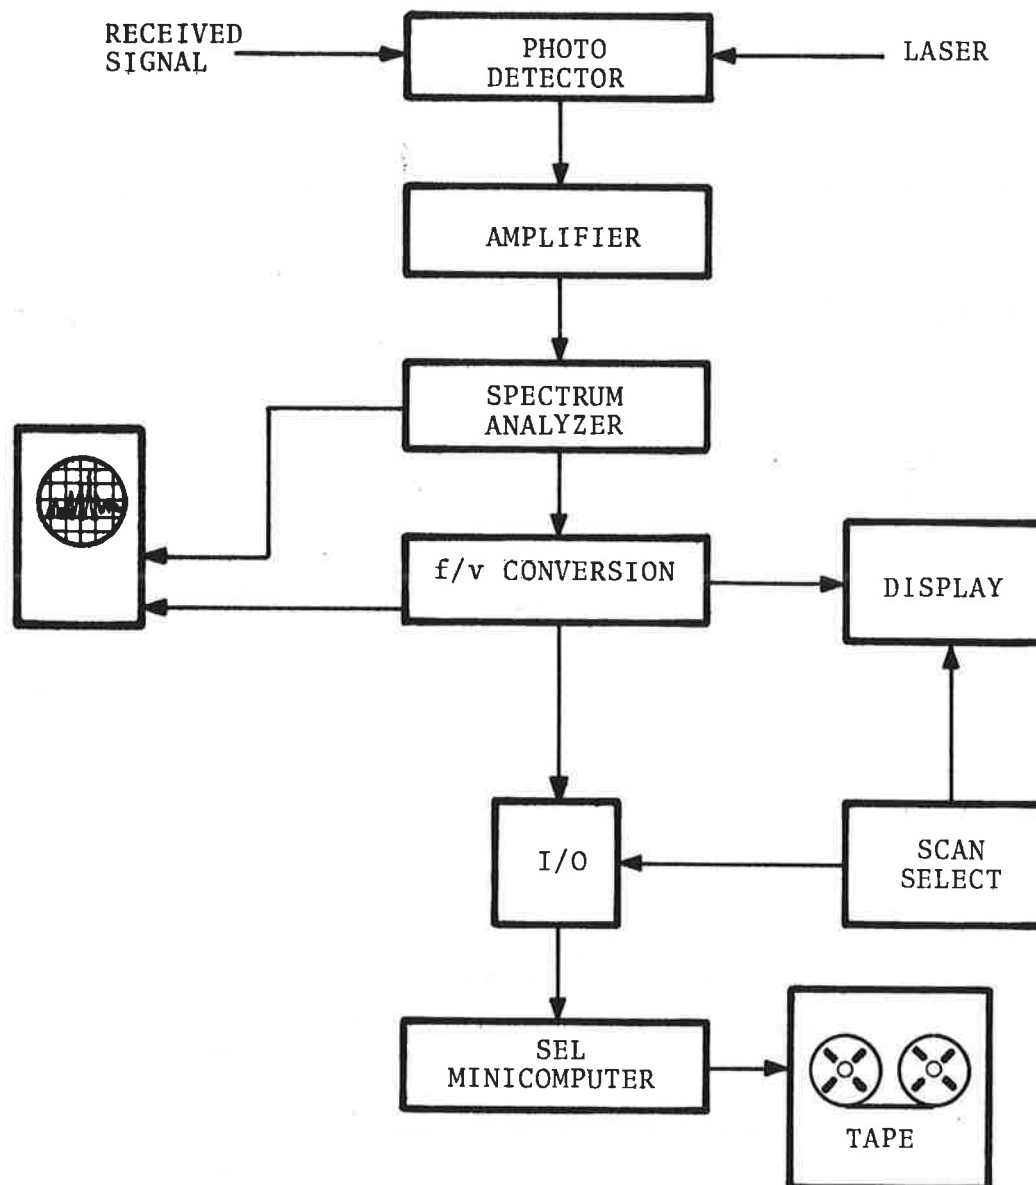 RECEIVED
SIGNAL
PHOTO
DETECTOR
LASER
AMPLIFIER
SPECTRUM
ANALYZER
f/v CONVERSION
DISPLAY
I/O
SCAN
SELECT
SEL
MINICOMPUTER
TAPE